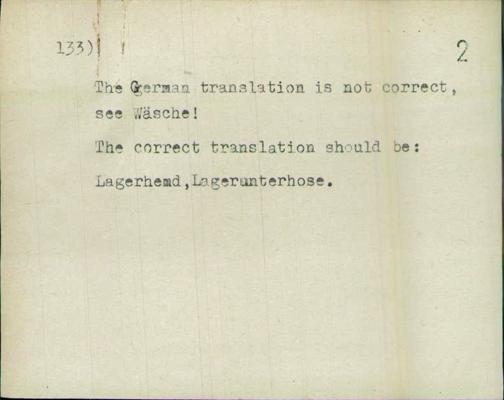 133) 2
The German translation is not correct,
see Wäsche!
The correct translation should be:
Lagerhemd,Lagerunterhose.